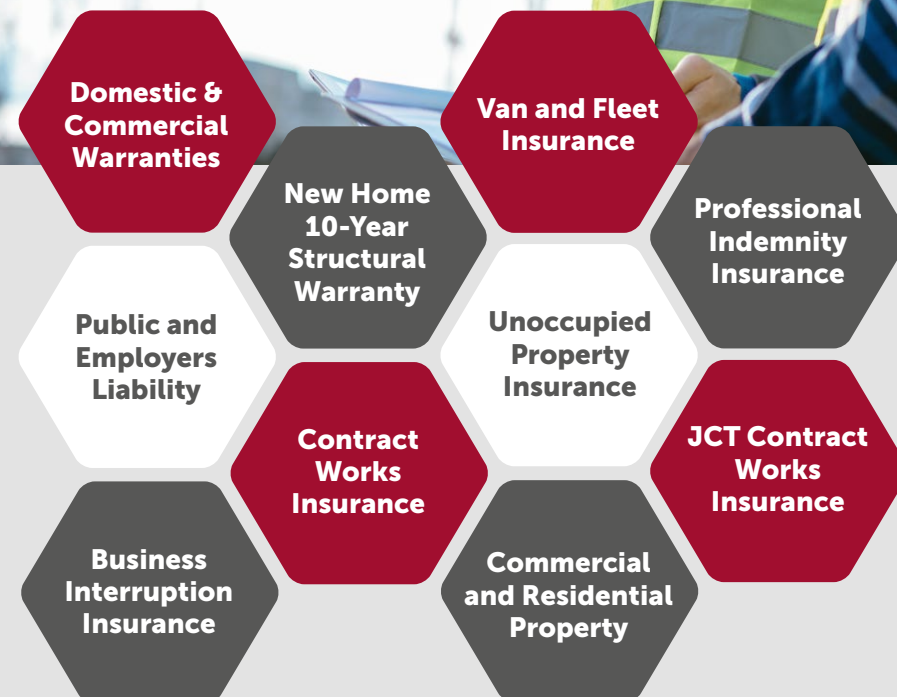 Domestic &
Commercial
Warranties
Van and Fleet
Insurance
New Home
10-Year
Structural
Warranty
Professional
Indemnity
Insurance
Public and
Employers
Liability
Unoccupied
Property
Insurance
Contract
Works
Insurance
JCT Contract
Works
Insurance
Business
Interruption
Insurance
Commercial
and Residential
Property